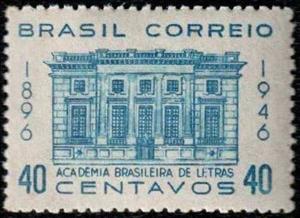 BRASIL CORREIO
1896
1946
ACADEMIA BRASILEIRA DE LETRAS
40 CENTAVOS 40